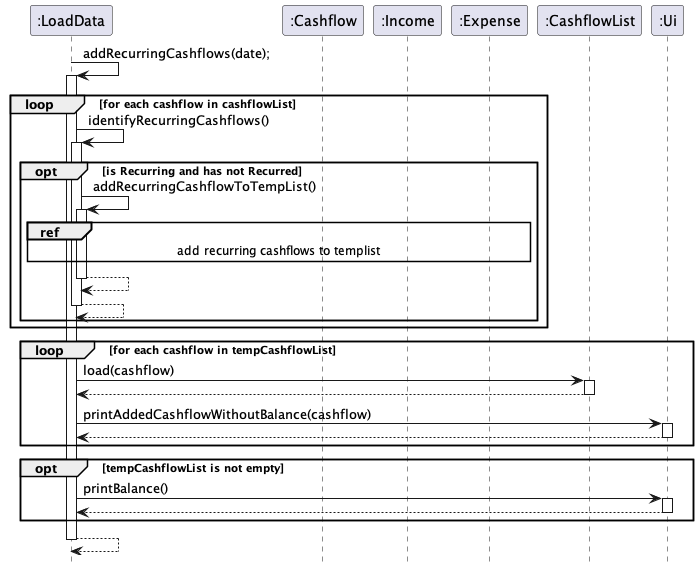 :LoadData
:Cashflow
:Income
:Expense
:CashflowList
:Ui
addRecurringCashflows(date);
loop
[for each cashflow in cashflowList]
identifyRecurringCashflows()
opt
[is Recurring and has not Recurred]
addRecurringCashflowToTempList()
ref
add recurring cashflows to templist
loop
[for each cashflow in tempCashflowList]
load(cashflow)
printAddedCashflowWithoutBalance(cashflow)
opt
[tempCashflowList is not empty]
printBalance()